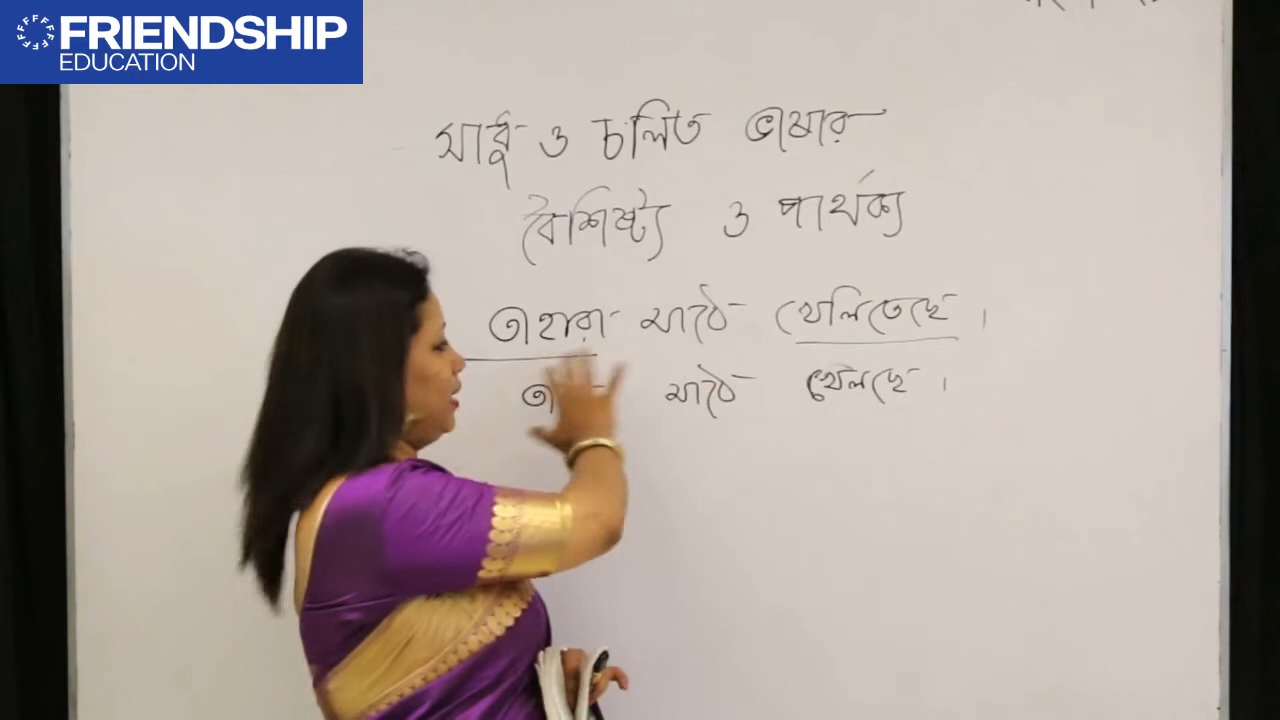 FRIENDSHIP
EDUCATION
সাধু ও চলিত ভাষার
বৈশিষ্ট্য ও পার্থক্য
তাহারা মাঠে খেলিতেছে।
মাঠে খেলছে।